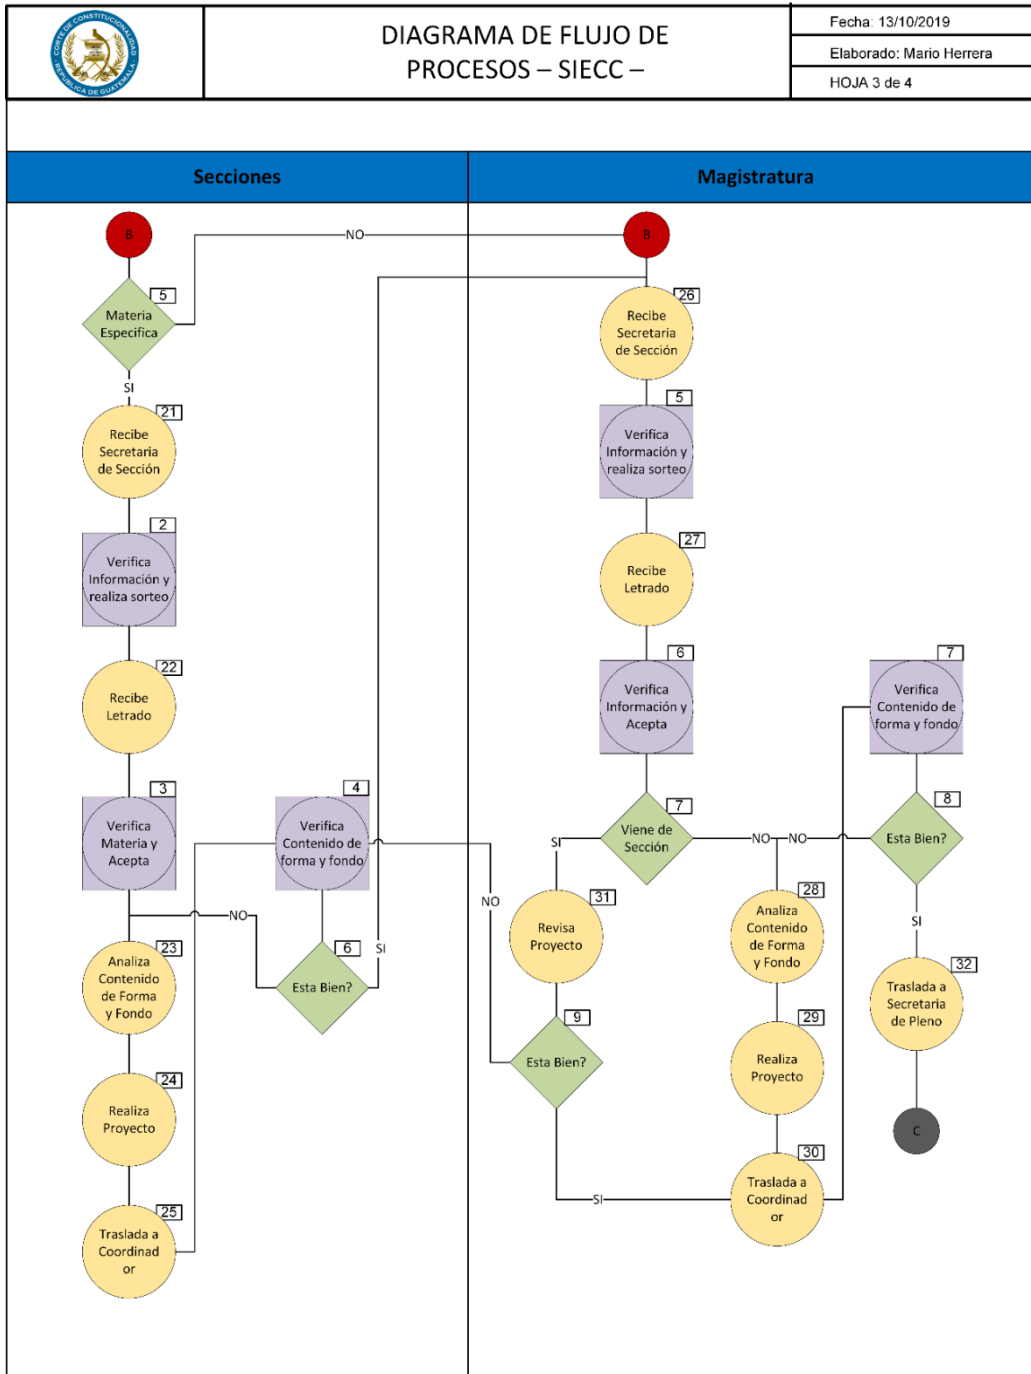 CORTE DE CONSTITUCIONALIDAD
REPUBLICA DE GUATEMALA
DIAGRAMA DE FLUJO DE
PROCESOS – SIECC –
Fecha: 13/10/2019
Elaborado: Mario Herrera
HOJA 3 de 4
Secciones
Magistratura
B
NO
B
5
Materia
Especifica
SI
21
Recibe
Secretaria
de Sección
2
Verifica
Información y
realiza sorteo
22
Recibe
Letrado
3
Verifica
Materia y
Acepta
4
Verifica
Contenido de
forma y fondo
NO
6
Esta Bien?
SI
23
Analiza
Contenido
de Forma
y Fondo
24
Realiza
Proyecto
25
Traslada a
Coordinad
or
26
Recibe
Secretaria
de Sección
5
Verifica
Información y
realiza sorteo
27
Recibe
Letrado
6
Verifica
Información y
Acepta
7
Viene de
Sección
SI
NO
NO
7
Verifica
Contenido de
forma y fondo
8
Esta Bien?
SI
31
Revisa
Proyecto
NO
9
Esta Bien?
SI
28
Analiza
Contenido
de Forma
y Fondo
29
Realiza
Proyecto
30
Traslada a
Coordinad
or
32
Traslada a
Secretaria
de Pleno
C